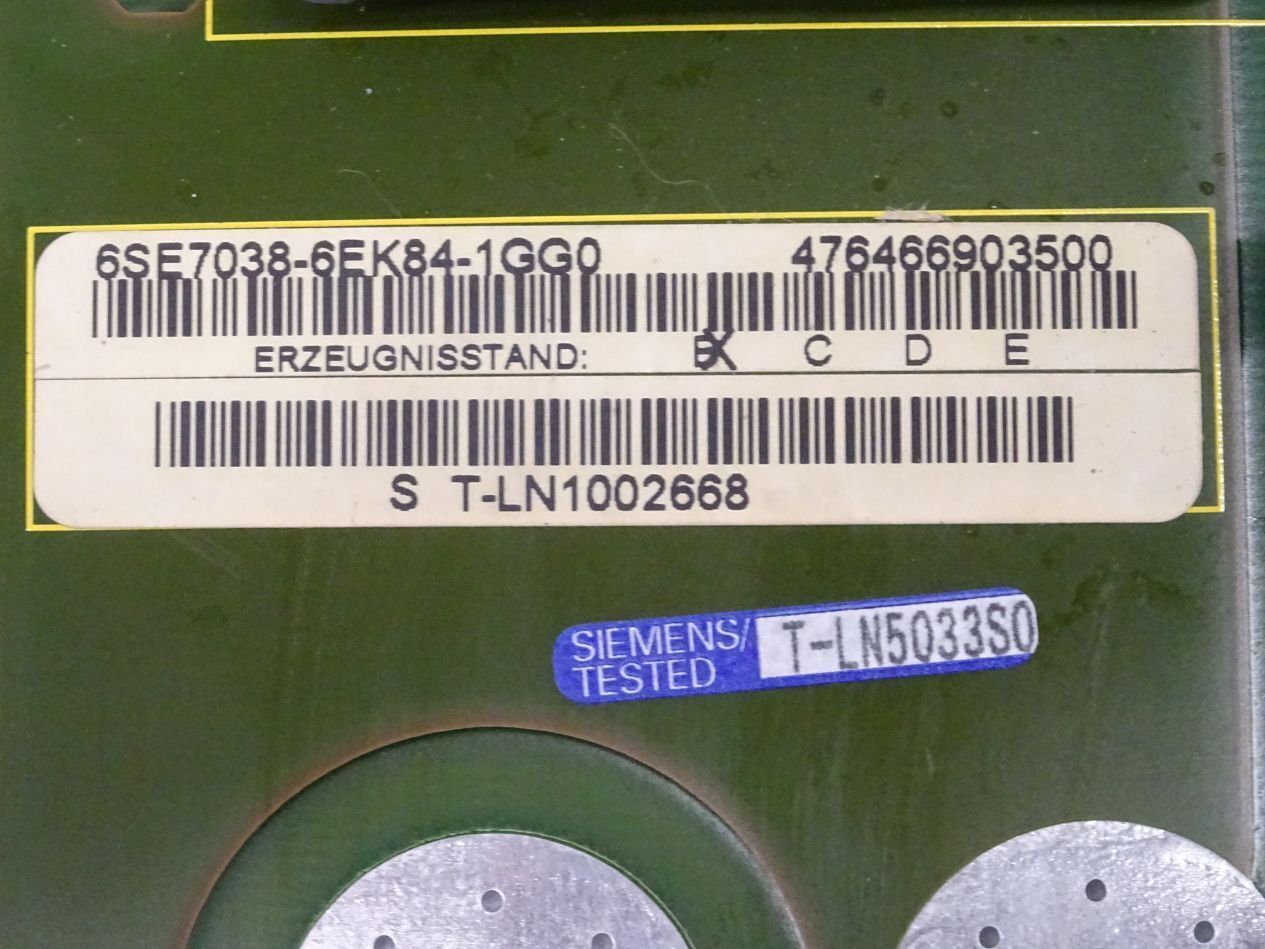 6SE7038-6EK84-1GG0 476466903500
ERZEUGNISSTAND: B X C D E
S T-LN1002668
SIEMENS/
TESTED
T-LN5033S0